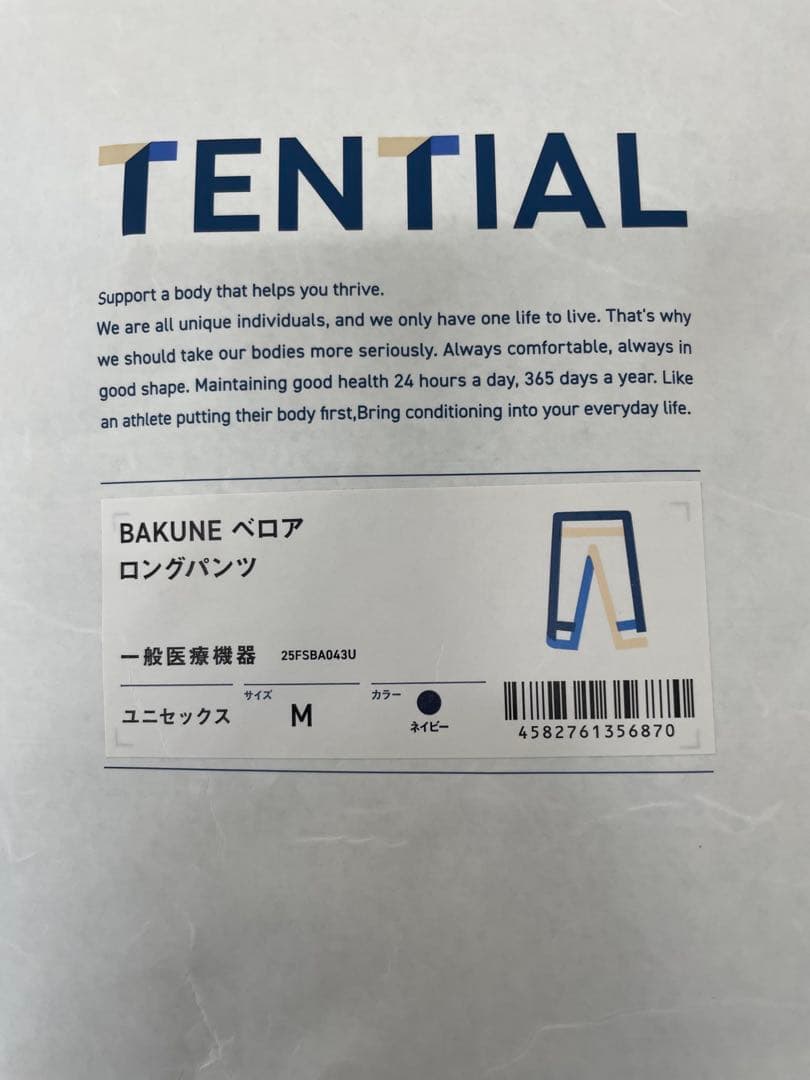 TENTIAL
Support a body that helps you thrive.
We are all unique individuals, and we only have one life to live. That's why
we should take our bodies more seriously. Always comfortable, always in
good shape. Maintaining good health 24 hours a day, 365 days a year. Like
an athlete putting their body first,Bring conditioning into your everyday life.
BAKUNE ベロア
ロングパンツ
一般医療機器 25FSBA043U
ユニセックス サイズ M カラー ネイビー
4582761356870